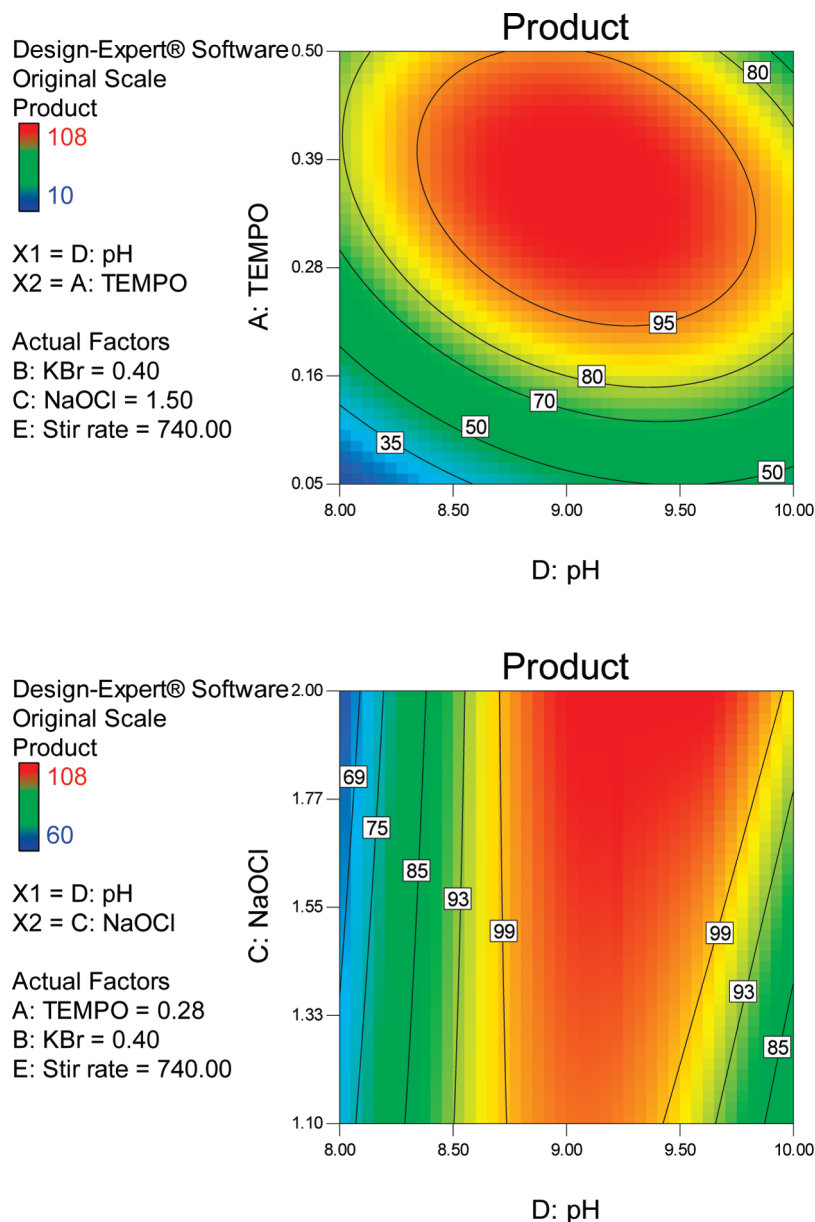 Product
Design-Expert® Software
Original Scale
Product
108
10
X1 = D: pH
X2 = A: TEMPO
Actual Factors
B: KBr = 0.40
C: NaOCl = 1.50
E: Stir rate = 740.00
A: TEMPO
0.50
0.39
0.28
0.16
0.05
80
95
80
70
50
35
50
8.00 8.50 9.00 9.50 10.00
D: pH
Product
Design-Expert® Software
Original Scale
Product
108
60
X1 = D: pH
X2 = C: NaOCl
Actual Factors
A: TEMPO = 0.28
B: KBr = 0.40
E: Stir rate = 740.00
C: NaOCl
2.00
1.77
1.55
1.33
1.10
69
75
85
93
99
99
93
85
8.00 8.50 9.00 9.50 10.00
D: pH